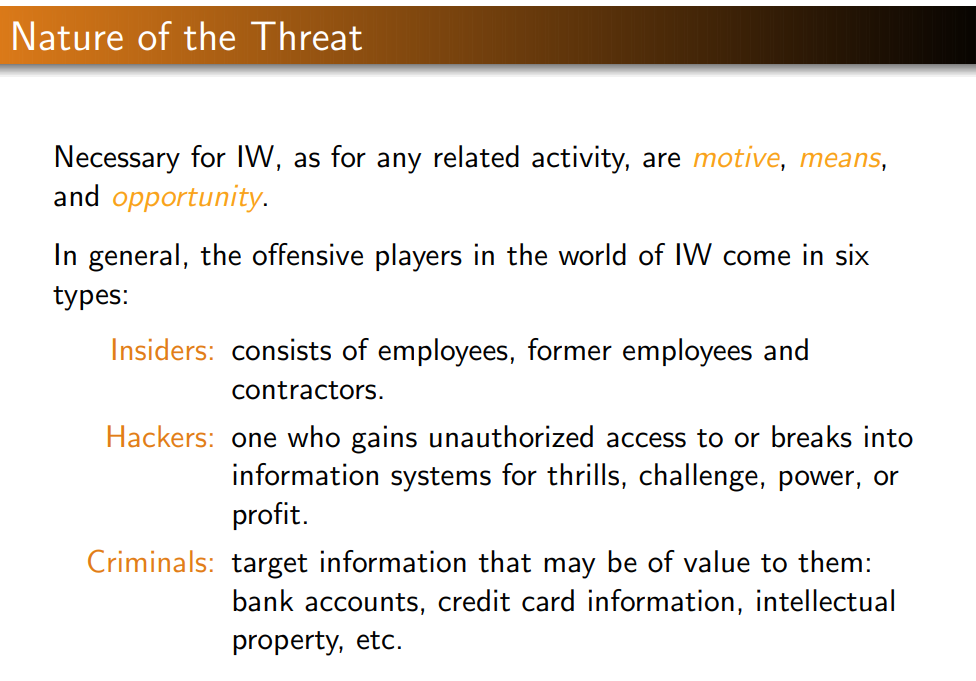 Nature of the Threat
Necessary for IW, as for any related activity, are motive, means,
and opportunity.
In general, the offensive players in the world of IW come in six
types:
Insiders: consists of employees, former employees and
contractors.
Hackers: one who gains unauthorized access to or breaks into
information systems for thrills, challenge, power, or
profit.
Criminals: target information that may be of value to them:
bank accounts, credit card information, intellectual
property, etc.